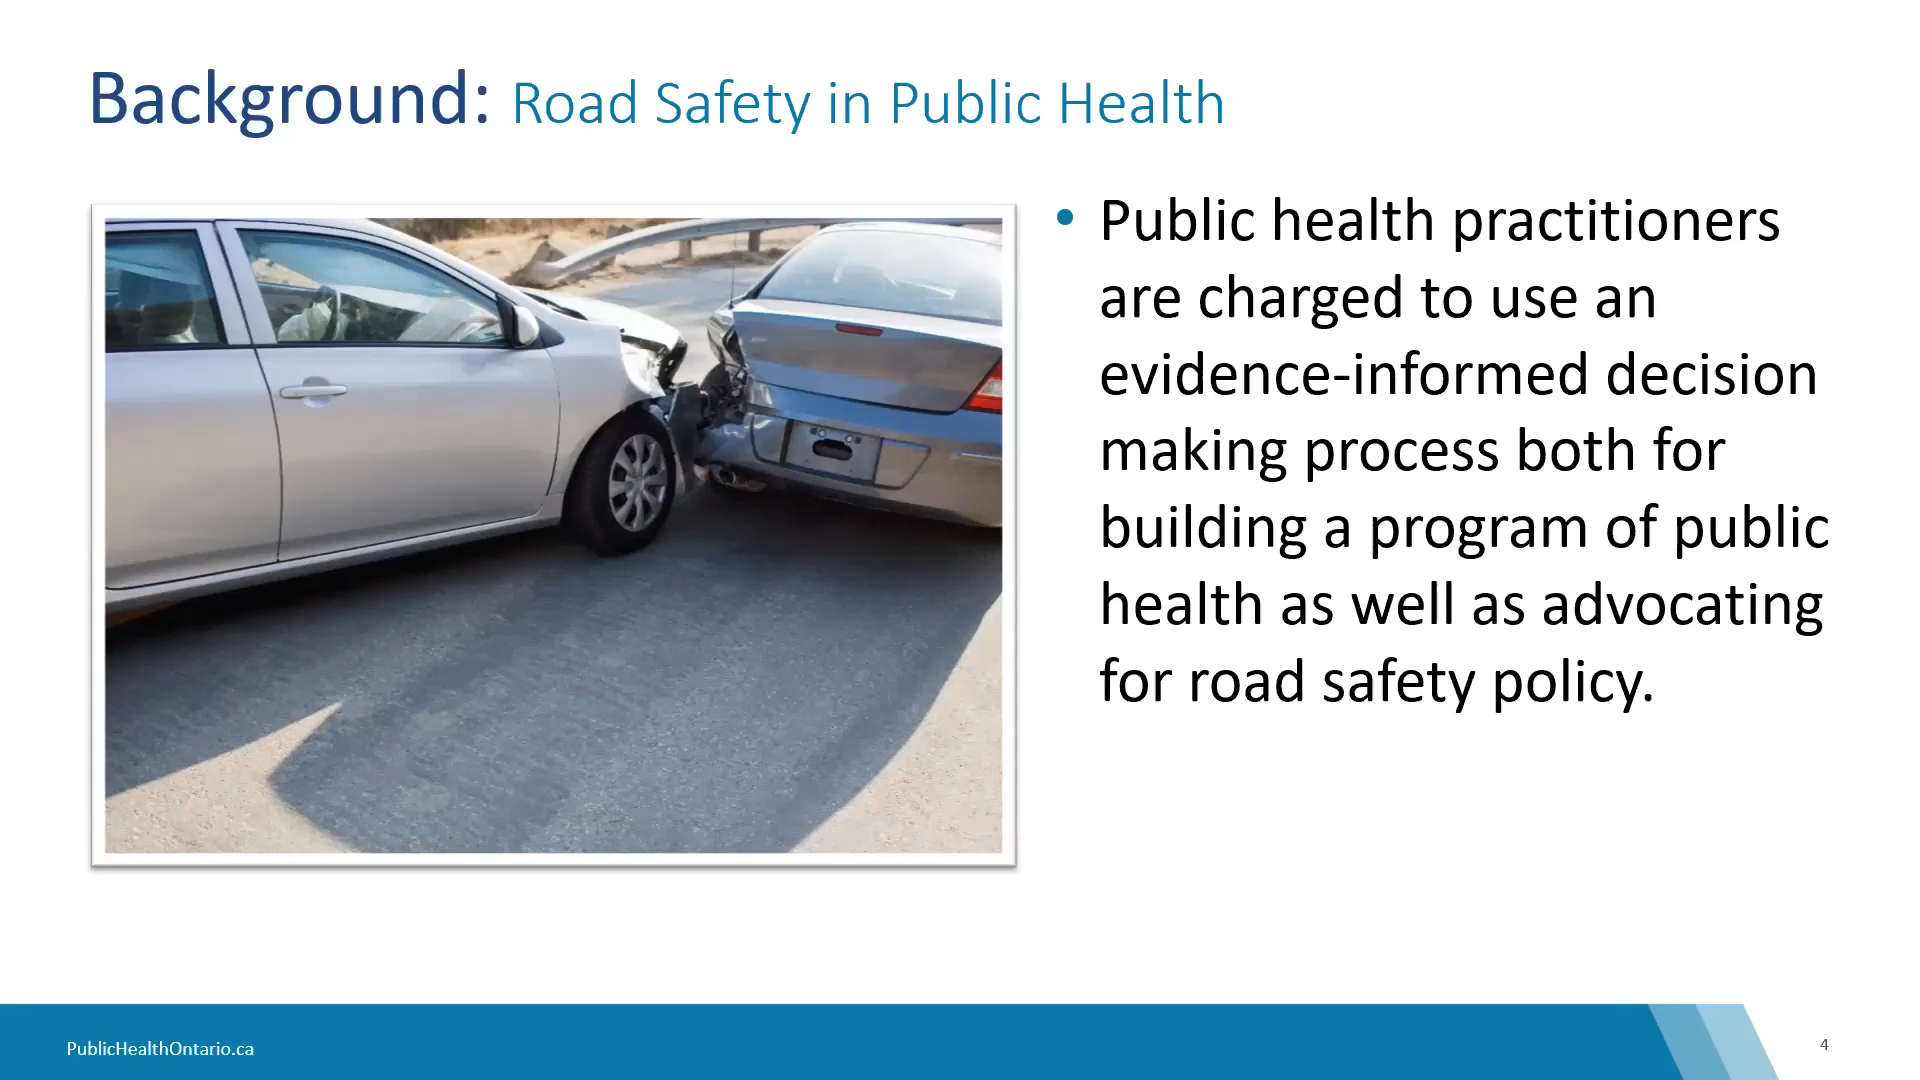 Background: Road Safety in Public Health
• Public health practitioners
are charged to use an
evidence-informed decision
making process both for
building a program of public
health as well as advocating
for road safety policy.
PublicHealthOntario.ca
4